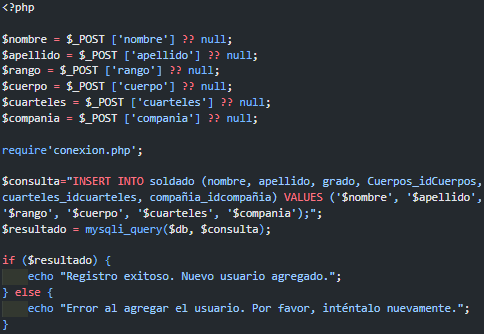 <?php
$nombre = $_POST ['nombre'] ?? null;
$apellido = $_POST ['apellido'] ?? null;
$rango = $_POST ['rango'] ?? null;
$cuerpo = $_POST ['cuerpo'] ?? null;
$cuarteles = $_POST ['cuarteles'] ?? null;
$compania = $_POST ['compania'] ?? null;
require'conexion.php';
$consulta="INSERT INTO soldado (nombre, apellido, grado, Cuerpos_idCuerpos,
cuarteles_idcuarteles, compañia_idcompañia) VALUES ('$nombre', '$apellido',
'$rango', '$cuerpo', '$cuarteles', '$compania');";
$resultado = mysqli_query($db, $consulta);
if ($resultado) {
    echo "Registro exitoso. Nuevo usuario agregado.";
} else {
    echo "Error al agregar el usuario. Por favor, inténtalo nuevamente.";
}